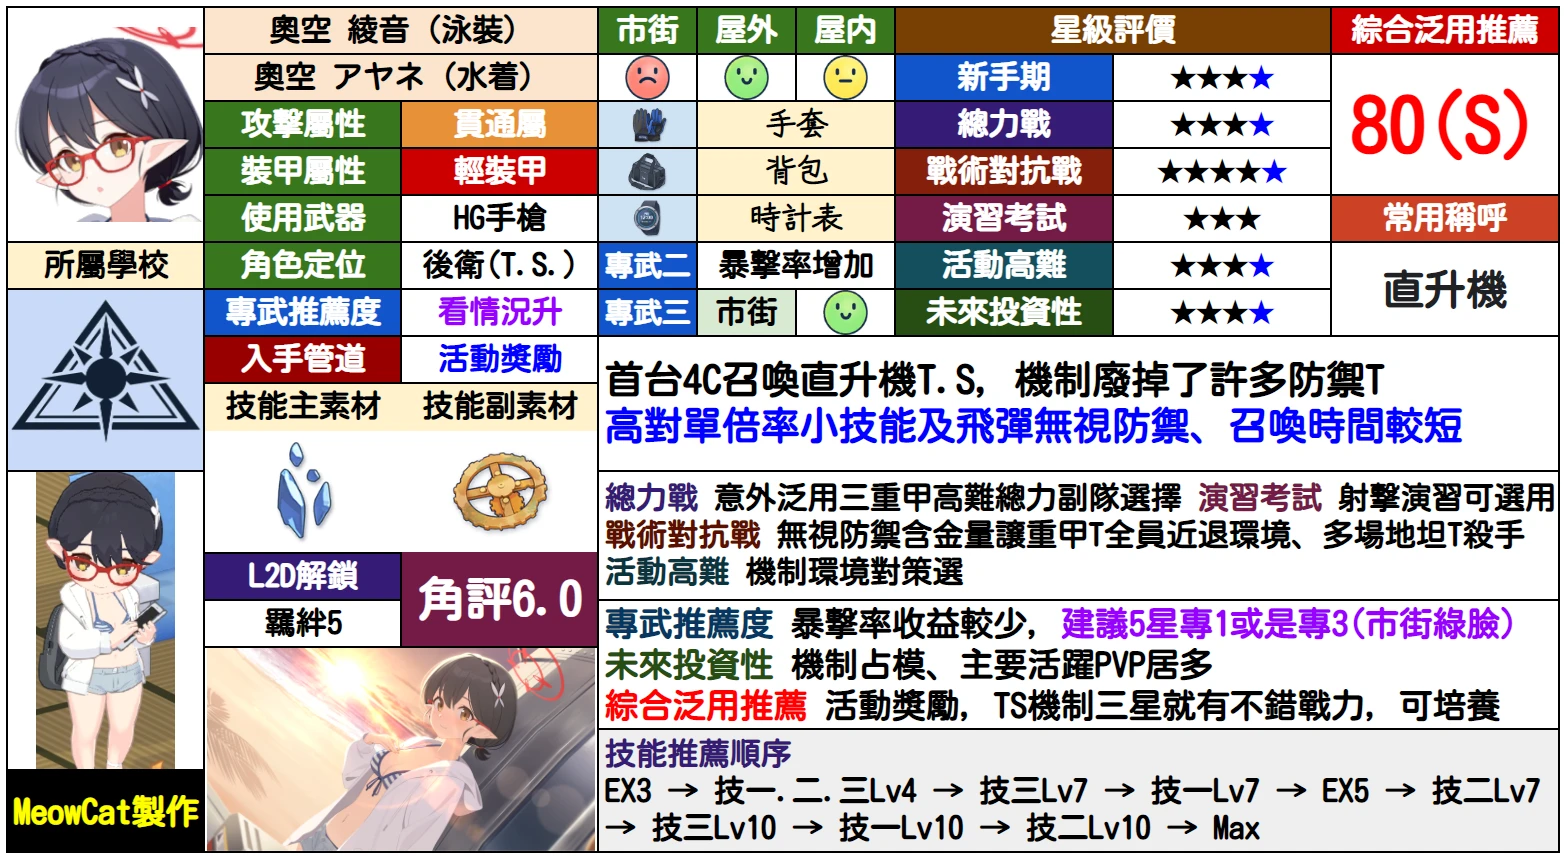 奧空 綾音（泳裝）
奧空 アヤネ（水着）
攻擊屬性 貫通屬
裝甲屬性 輕裝甲
使用武器 HG手槍
所屬學校
角色定位 後衛(T.S.)
專武推薦度 看情況升
入手管道 活動獎勵
技能主素材 技能副素材
L2D解鎖
羈絆5
角評6.0
MeowCat製作
市街 屋外 屋内
手套
背包
時計表
專武二 暴擊率增加
專武三 市街
星級評價
新手期 ★★★★
總力戰 ★★★★
戰術對抗戰 ★★★★★
演習考試 ★★★
活動高難 ★★★★
未來投資性 ★★★★
綜合泛用推薦
80(S)
常用稱呼
直升機
首台4C召喚直升機T.S, 機制廢掉了許多防禦T
高對單倍率小技能及飛彈無視防禦、召喚時間較短
總力戰 意外泛用三重甲高難總力副隊選擇 演習考試 射擊演習可選用
戰術對抗戰 無視防禦含金量讓重甲T全員近退環境、多場地坦T殺手
活動高難 機制環境對策選
專武推薦度 暴擊率收益較少, 建議5星專1或是專3(市街綠臉)
未來投資性 機制占模、主要活躍PVP居多
綜合泛用推薦 活動獎勵, TS機制三星就有不錯戰力, 可培養
技能推薦順序
EX3 → 技一.二.三Lv4 → 技三Lv7 → 技一Lv7 → EX5 → 技二Lv7
→ 技三Lv10 → 技一Lv10 → 技二Lv10 → Max